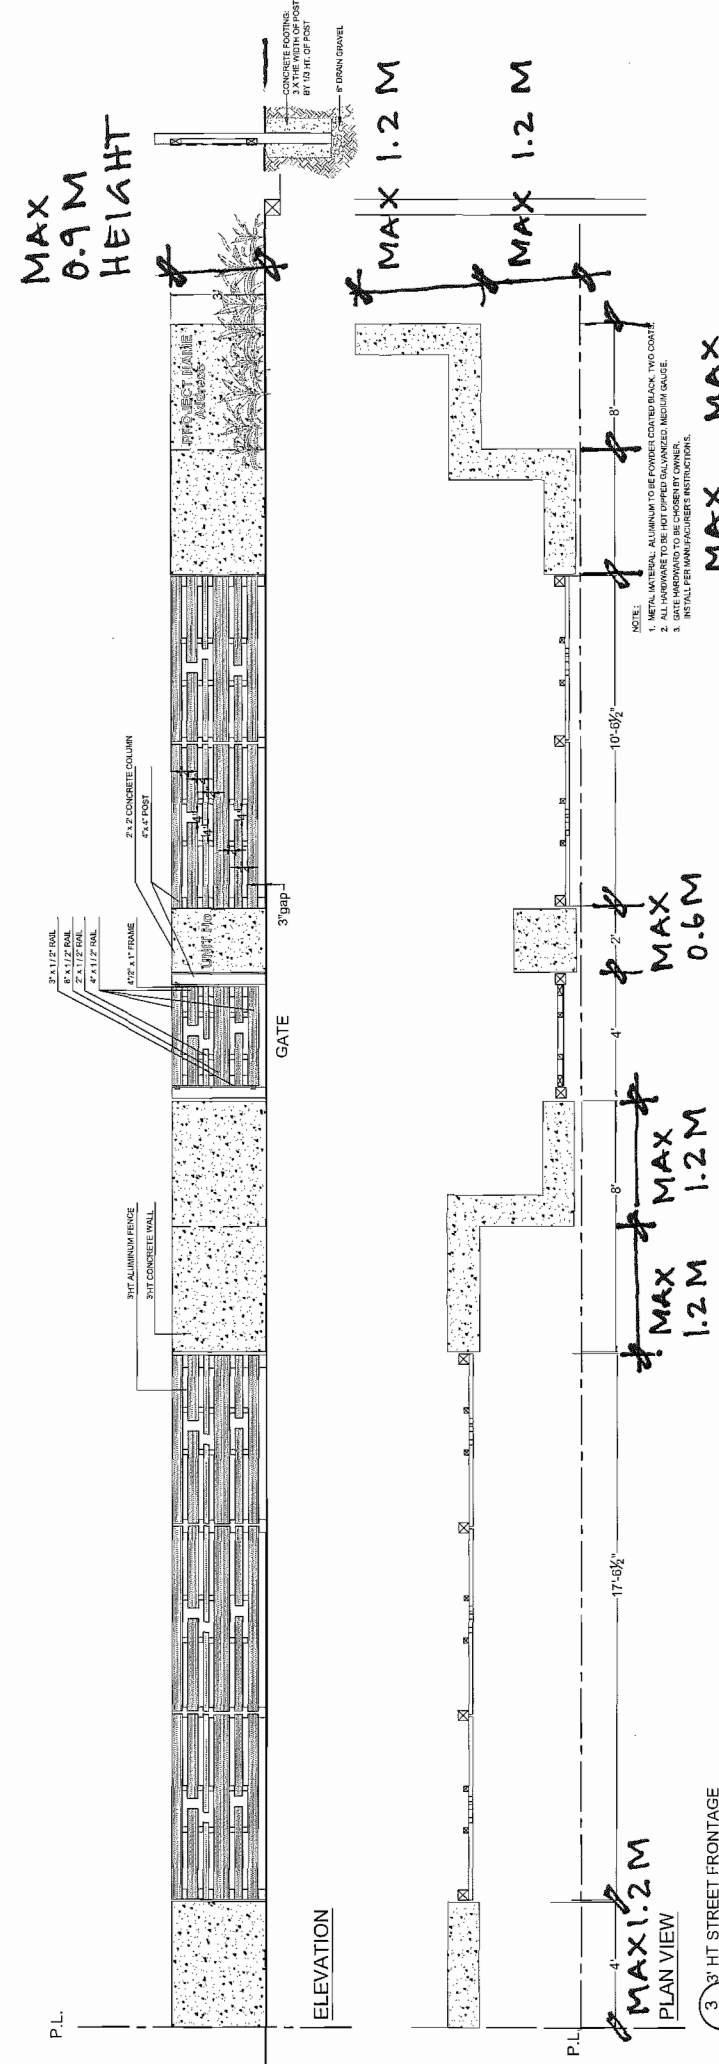 MAX
0.9 M
HEIGHT
CONCRETE FOOTING:
3 X THE WIDTH OF POST
BY 1/3 HT. OF POST
6" DRAIN GRAVEL
3'
PROJECT NAME
Address
2' x 2' CONCRETE COLUMN
4"x 4" POST
3" x 1/2" RAIL
6" x 1/2" RAIL
2" x 1/2" RAIL
4" x 1/2" RAIL
4"/2" x 1" FRAME
UNIT No
3"gap
GATE
3'HT ALUMINUM FENCE
3'HT CONCRETE WALL
P.L.
ELEVATION
MAX 1.2 M
MAX 1.2 M
8'
NOTE :
1. METAL MATERIAL: ALUMINUM TO BE POWDER COATED BLACK, TWO COATS.
2. ALL HARDWARE TO BE HOT DIPPED GALVANIZED, MEDIUM GAUGE.
3. GATE HARDWARD TO BE CHOSEN BY OWNER,
INSTALL PER MANUFACTURER'S INSTRUCTIONS.
MAX
MAX
10'-6½"
2'
MAX
0.6 M
4'
8'
MAX
1.2 M
MAX
1.2 M
17'-6½"
4'
MAX 1.2 M
P.L.
PLAN VIEW
3
3' HT STREET FRONTAGE